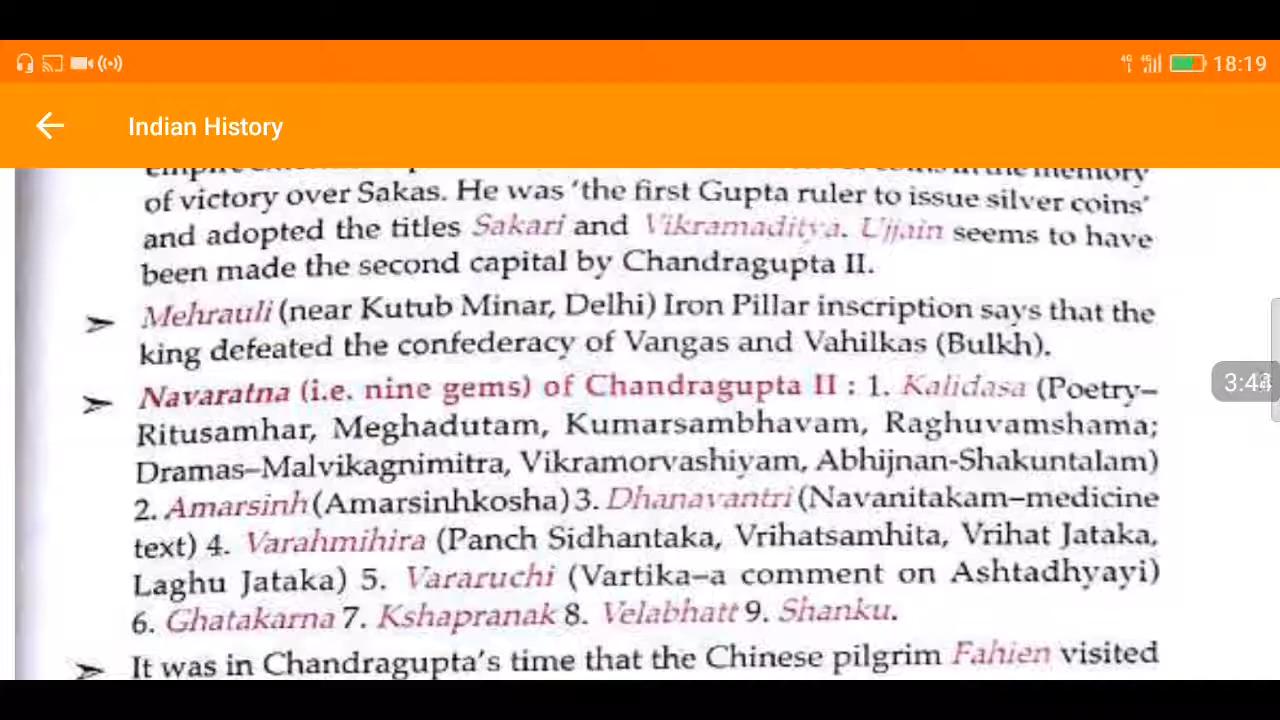 18:19
Indian History
of victory over Sakas. He was 'the first Gupta ruler to issue silver coins'
and adopted the titles Sakari and Vikramaditya. Ujjain seems to have
been made the second capital by Chandragupta II.
➢ Mehrauli (near Kutub Minar, Delhi) Iron Pillar inscription says that the
king defeated the confederacy of Vangas and Vahilkas (Bulkh).
3:44
➢ Navaratna (i.e. nine gems) of Chandragupta II : 1. Kalidasa (Poetry–
Ritusamhar, Meghadutam, Kumarsambhavam, Raghuvamshama;
Dramas–Malvikagnimitra, Vikramorvashiyam, Abhijnan-Shakuntalam)
2. Amarsinh (Amarsinhkosha) 3. Dhanavantri (Navanitakam–medicine
text) 4. Varahmihira (Panch Sidhantaka, Vrihatsamhita, Vrihat Jataka,
Laghu Jataka) 5. Vararuchi (Vartika–a comment on Ashtadhyayi)
6. Ghatakarna 7. Kshapranak 8. Velabhatt 9. Shanku.
➢ It was in Chandragupta's time that the Chinese pilgrim Fahien visited